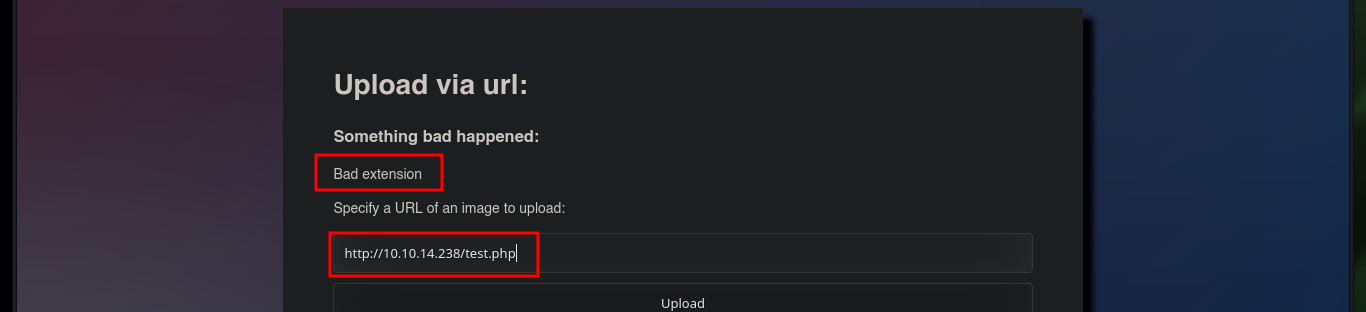 Upload via url:
Something bad happened:
Bad extension
Specify a URL of an image to upload:
http://10.10.14.238/test.php
Upload